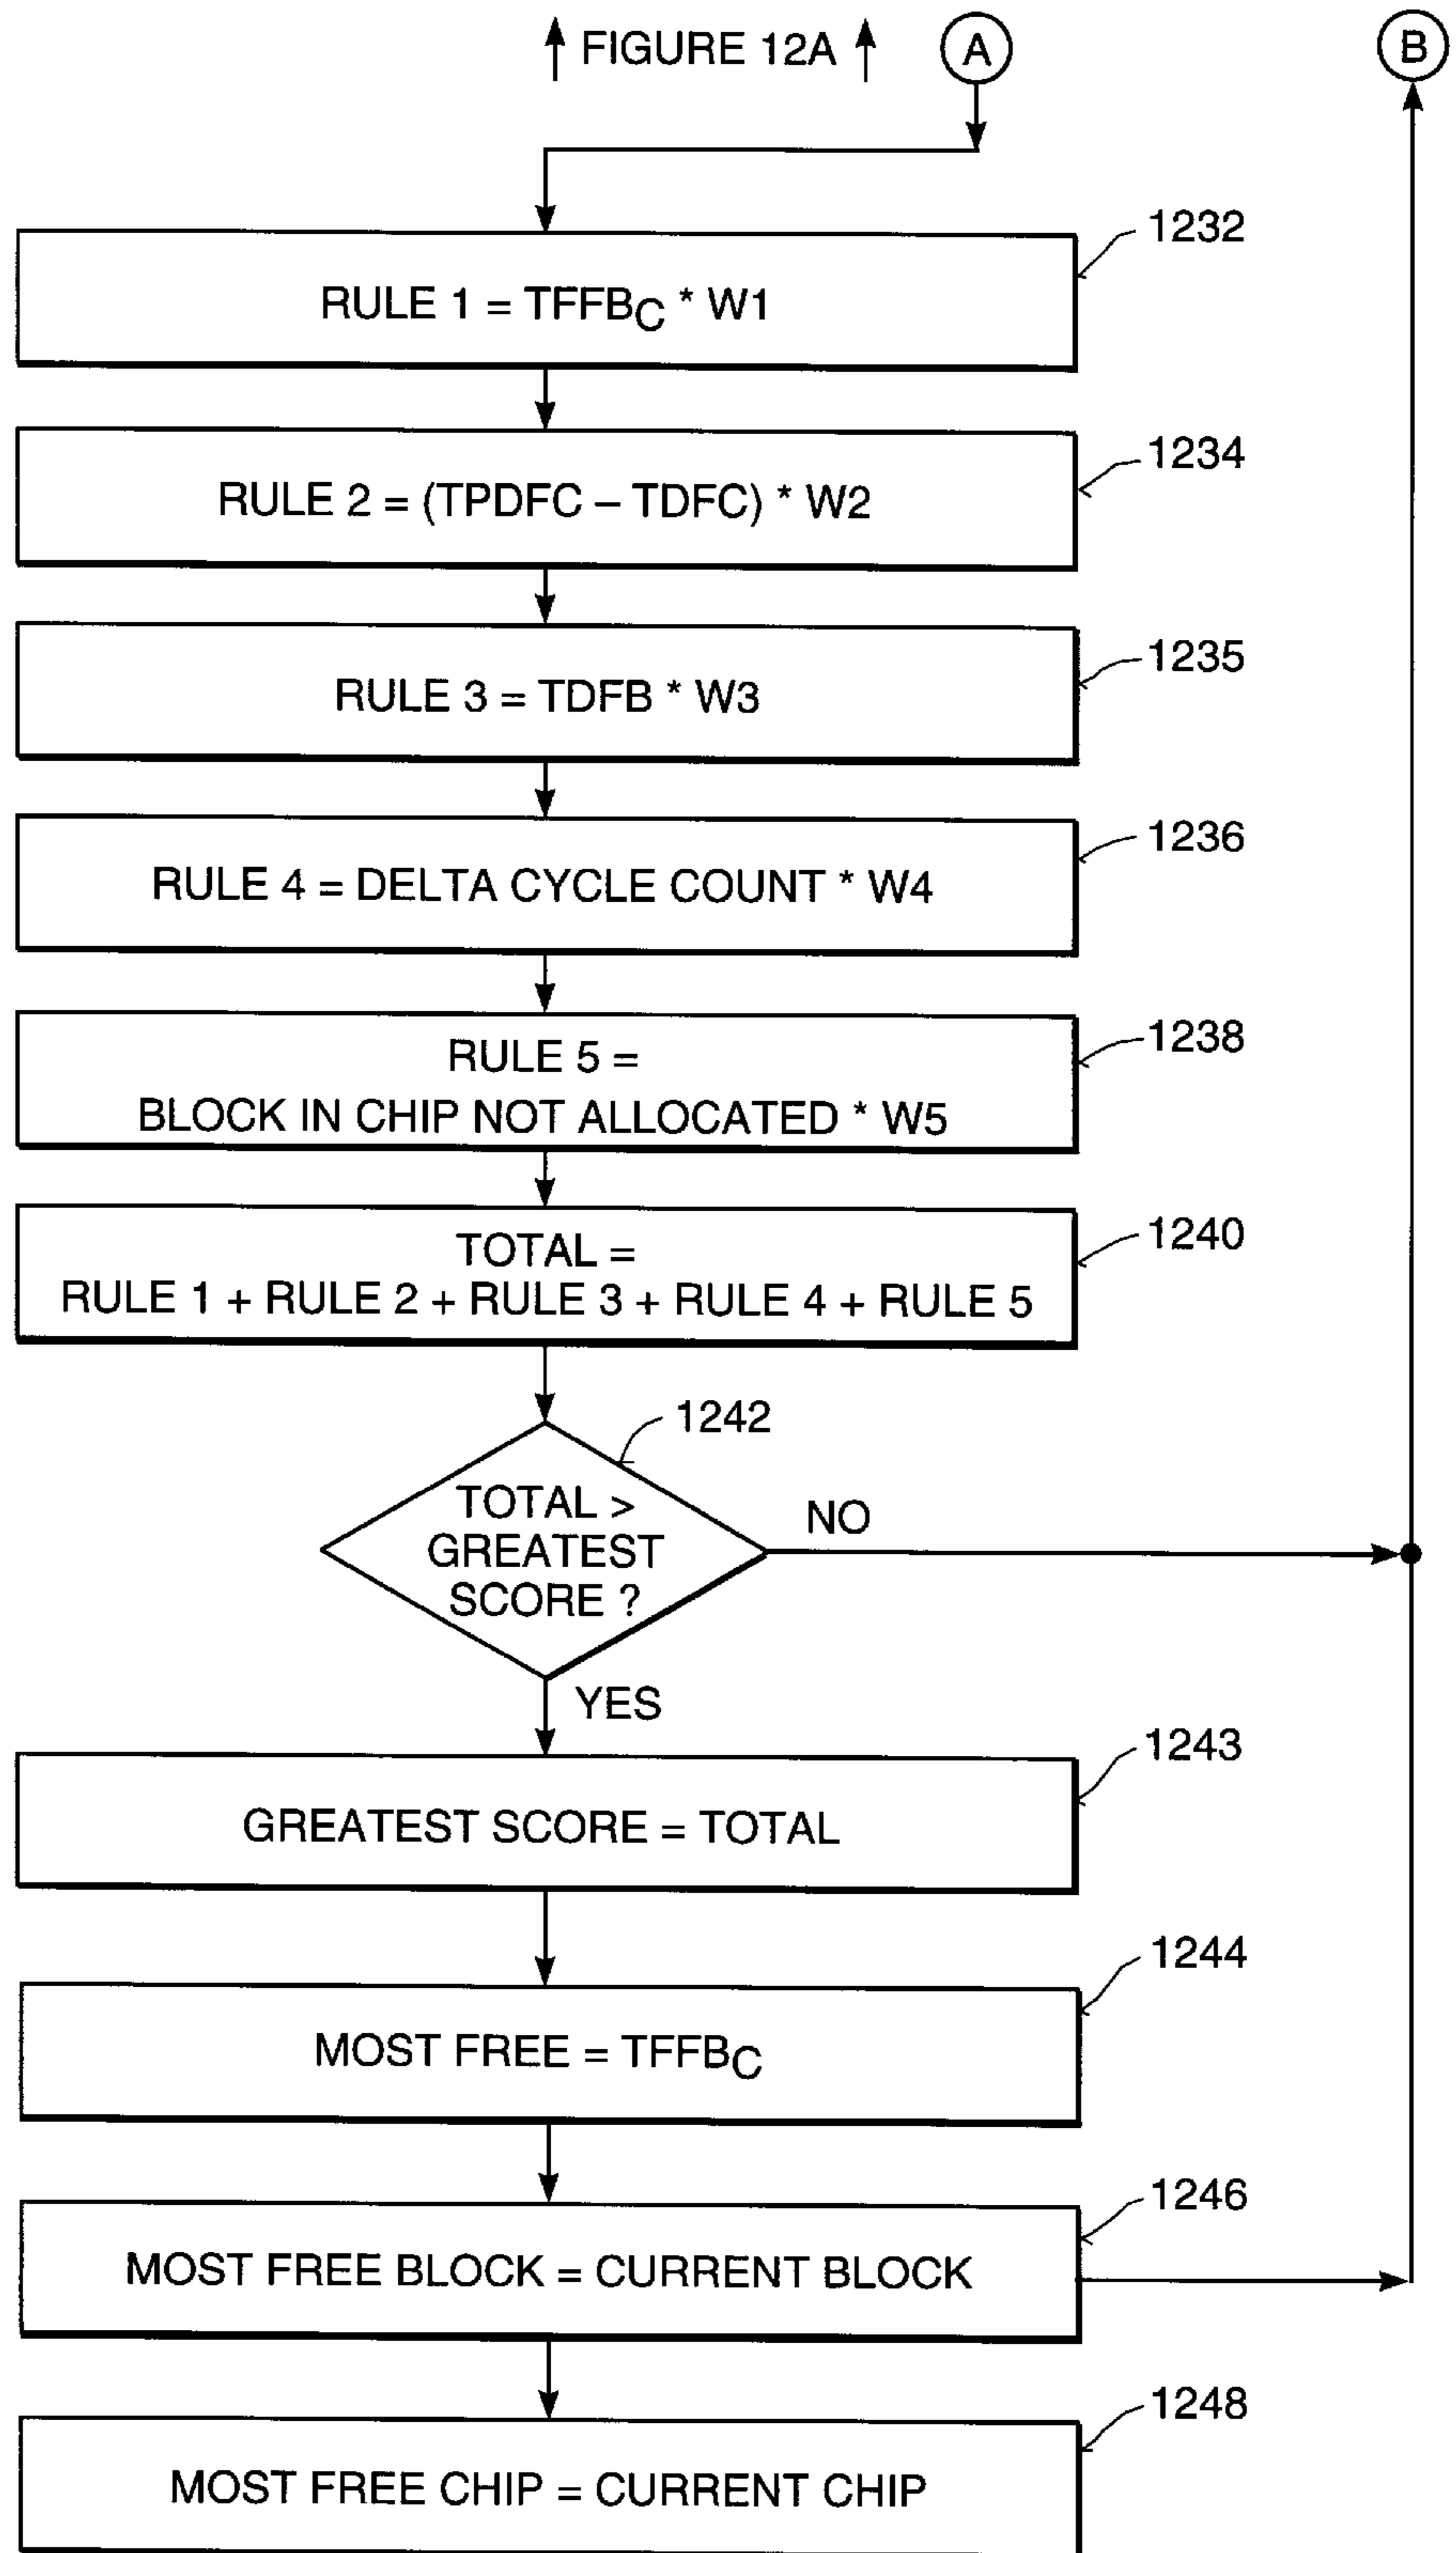 FIGURE 12A
A
B
1232
RULE 1 = TFFBC * W1
1234
RULE 2 = (TPDFC – TDFC) * W2
1235
RULE 3 = TDFB * W3
1236
RULE 4 = DELTA CYCLE COUNT * W4
1238
RULE 5 =
BLOCK IN CHIP NOT ALLOCATED * W5
1240
TOTAL =
RULE 1 + RULE 2 + RULE 3 + RULE 4 + RULE 5
1242
TOTAL >
GREATEST
SCORE ?
NO
YES
1243
GREATEST SCORE = TOTAL
1244
MOST FREE = TFFBC
1246
MOST FREE BLOCK = CURRENT BLOCK
1248
MOST FREE CHIP = CURRENT CHIP